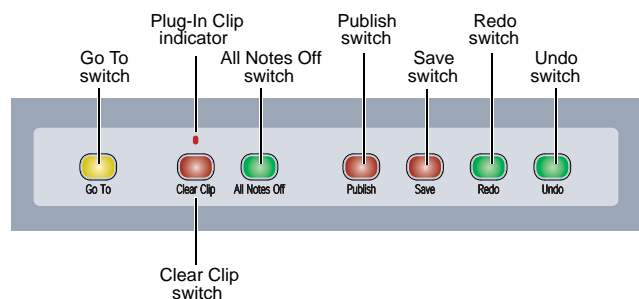 Plug-In Clip
indicator
Publish
switch
Redo
switch
Go To
switch
All Notes Off
switch
Save
switch
Undo
switch
Go To
Clear Clip
All Notes Off
Publish
Save
Redo
Undo
Clear Clip
switch